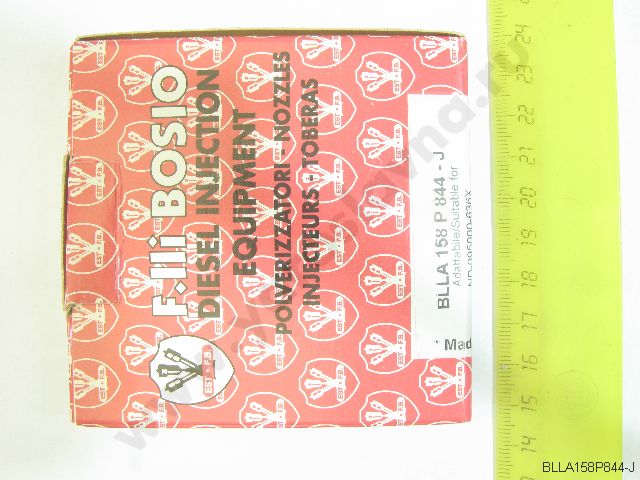 F.lli BOSIO
DIESEL INJECTION
EQUIPMENT
POLVERIZZATORI - NOZZLES
INJECTEURS - TOBERAS
EST • F.B.
BLLA 158 P 844 - J
Adattabile/Suitable for
* Mad
24
23
22
21
20
19
18
17
16
15
14
BLLA158P844-J